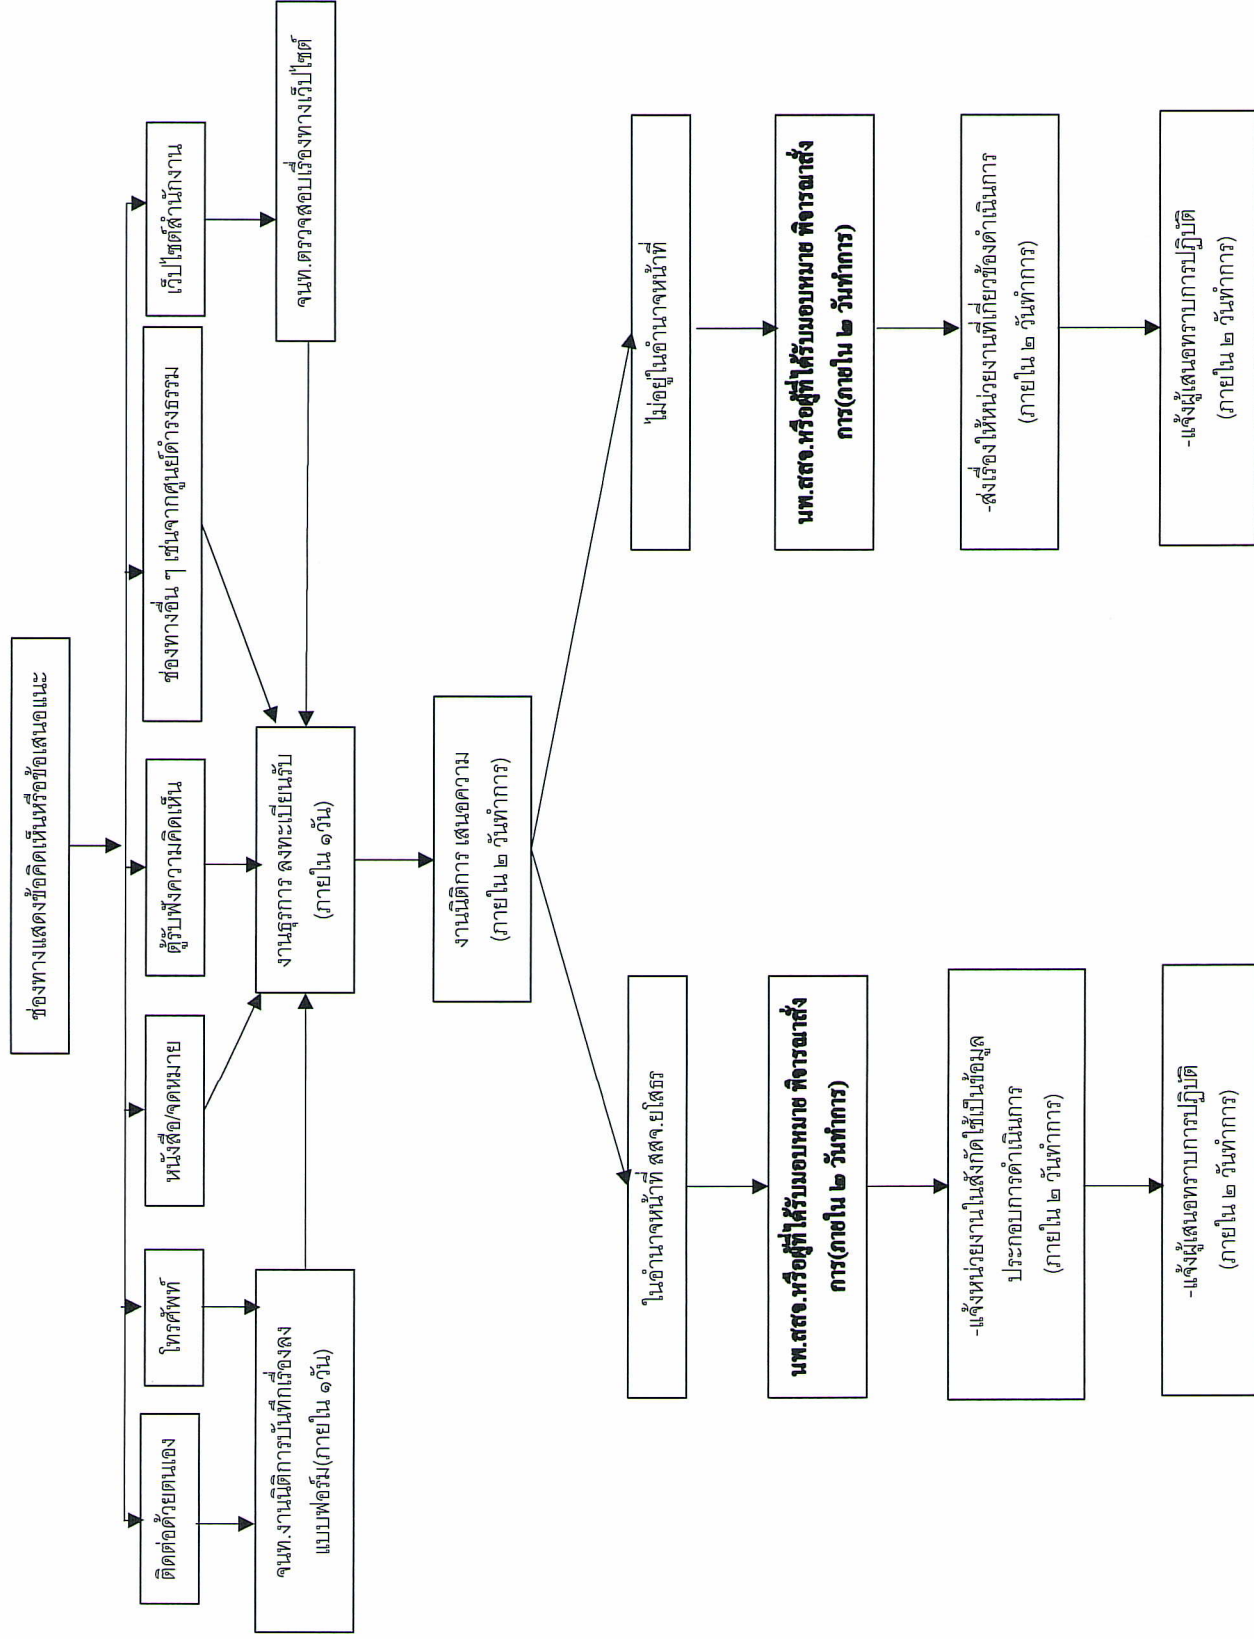 ช่องทางแสดงข้อคิดเห็นหรือข้อเสนอแนะ
ติดต่อด้วยตนเอง
โทรศัพท์
หนังสือ/จดหมาย
ตู้รับฟังความคิดเห็น
ช่องทางอื่น ๆ เช่นจากศูนย์ดำรงธรรม
เว็ปไซต์สำนักงาน
จนท.งานนิติการบันทึกเรื่องลง
แบบฟอร์ม(ภายใน ๑วัน)
งานธุรการ ลงทะเบียนรับ
(ภายใน ๑วัน)
จนท.ตรวจสอบเรื่องทางเว็ปไซต์
งานนิติการ เสนอความ
(ภายใน ๒ วันทำการ)
ในอำนาจหน้าที่ สสจ.ยโสธร
ไม่อยู่ในอำนาจหน้าที่
นพ.สสจ.หรือผู้ที่ได้รับมอบหมาย พิจารณาสั่ง
การ(ภายใน ๒ วันทำการ)
นพ.สสจ.หรือผู้ที่ได้รับมอบหมาย พิจารณาสั่ง
การ(ภายใน ๒ วันทำการ)
-แจ้งหน่วยงานในสังกัดใช้เป็นข้อมูล
ประกอบการดำเนินการ
(ภายใน ๒ วันทำการ)
-ส่งเรื่องให้หน่วยงานที่เกี่ยวข้องดำเนินการ
(ภายใน ๒ วันทำการ)
-แจ้งผู้เสนอทราบการปฏิบัติ
(ภายใน ๒ วันทำการ)
-แจ้งผู้เสนอทราบการปฏิบัติ
(ภายใน ๒ วันทำการ)